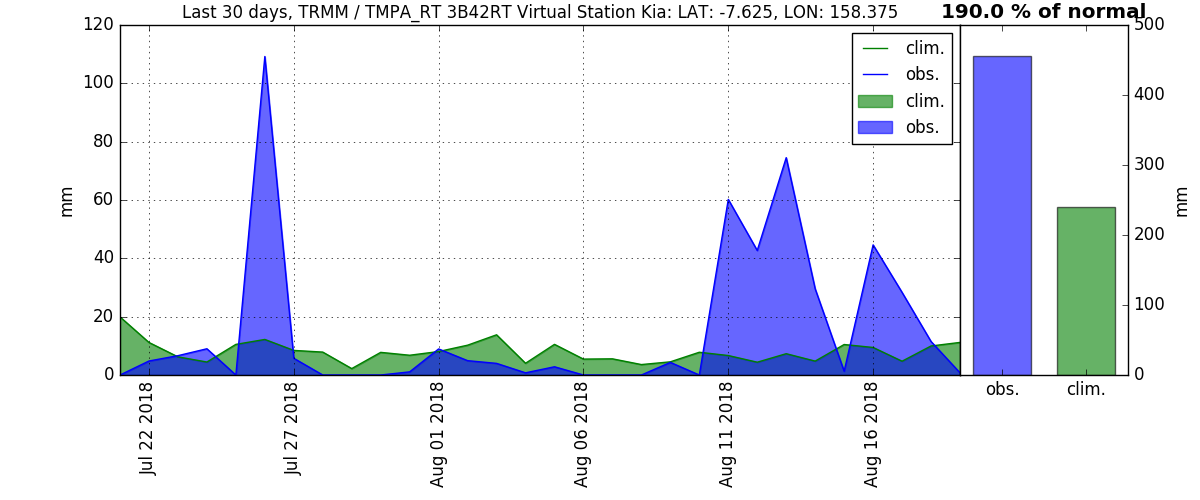 Last 30 days, TRMM / TMPA_RT 3B42RT Virtual Station Kia: LAT: -7.625, LON: 158.375
190.0 % of normal
120
100
80
60
40
20
0
mm
clim.
obs.
clim.
obs.
Jul 22 2018
Jul 27 2018
Aug 01 2018
Aug 06 2018
Aug 11 2018
Aug 16 2018
500
400
300
200
100
0
mm
obs.
clim.